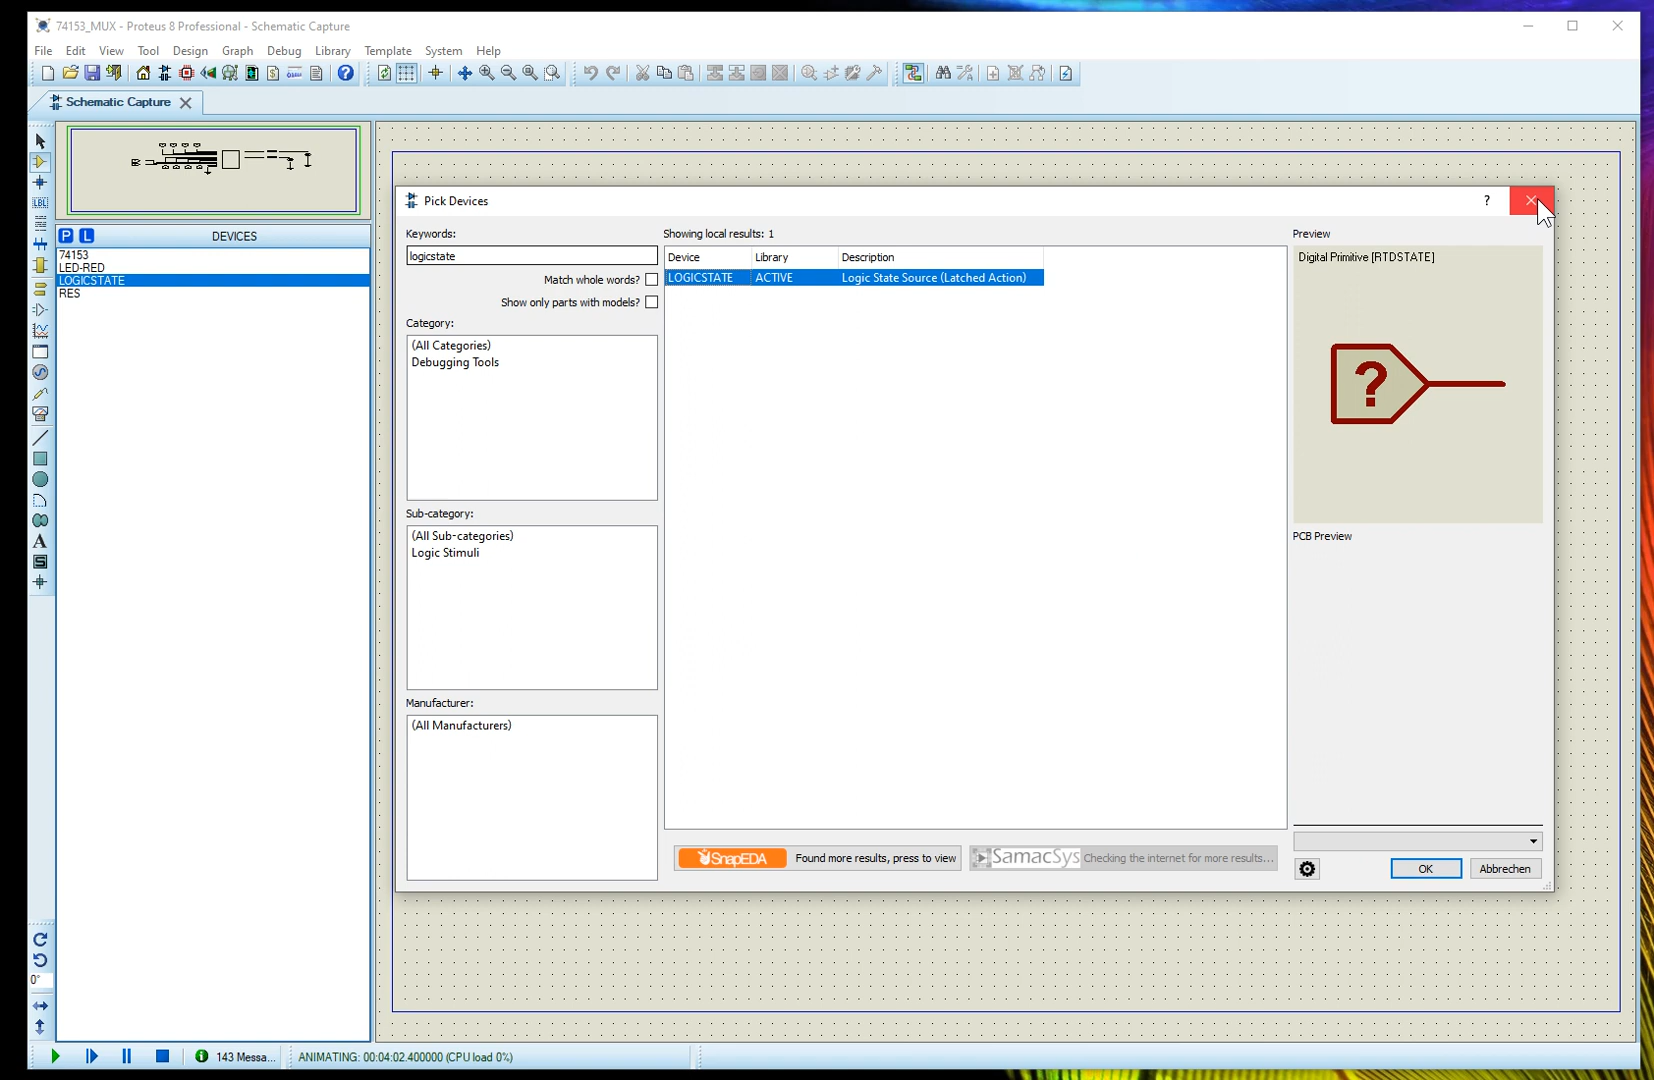 74153_MUX - Proteus 8 Professional - Schematic Capture
File Edit View Tool Design Graph Debug Library Template System Help
Schematic Capture
P L DEVICES
74153
LED-RED
LOGICSTATE
RES
LBL
A
S
0°
Pick Devices
?
Keywords:
logicstate
Match whole words?
Show only parts with models?
Category:
(All Categories)
Debugging Tools
Sub-category:
(All Sub-categories)
Logic Stimuli
Manufacturer:
(All Manufacturers)
Showing local results: 1
Device Library Description
LOGICSTATE ACTIVE Logic State Source (Latched Action)
Preview
Digital Primitive [RTDSTATE]
?
PCB Preview
SnapEDA Found more results, press to view
SamacSys Checking the internet for more results...
OK Abbrechen
143 Messa... ANIMATING: 00:04:02.400000 (CPU load 0%)